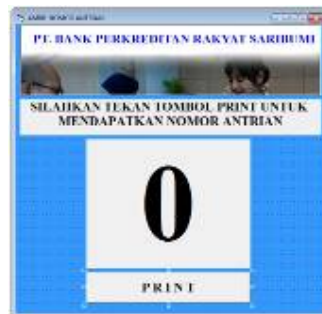 PT. BANK PERKREDITAN RAKYAT SARIBUMI
SILAHKAN TEKAN TOMBOL PRINT UNTUK
MENDAPATKAN NOMOR ANTRIAN
0
PRINT